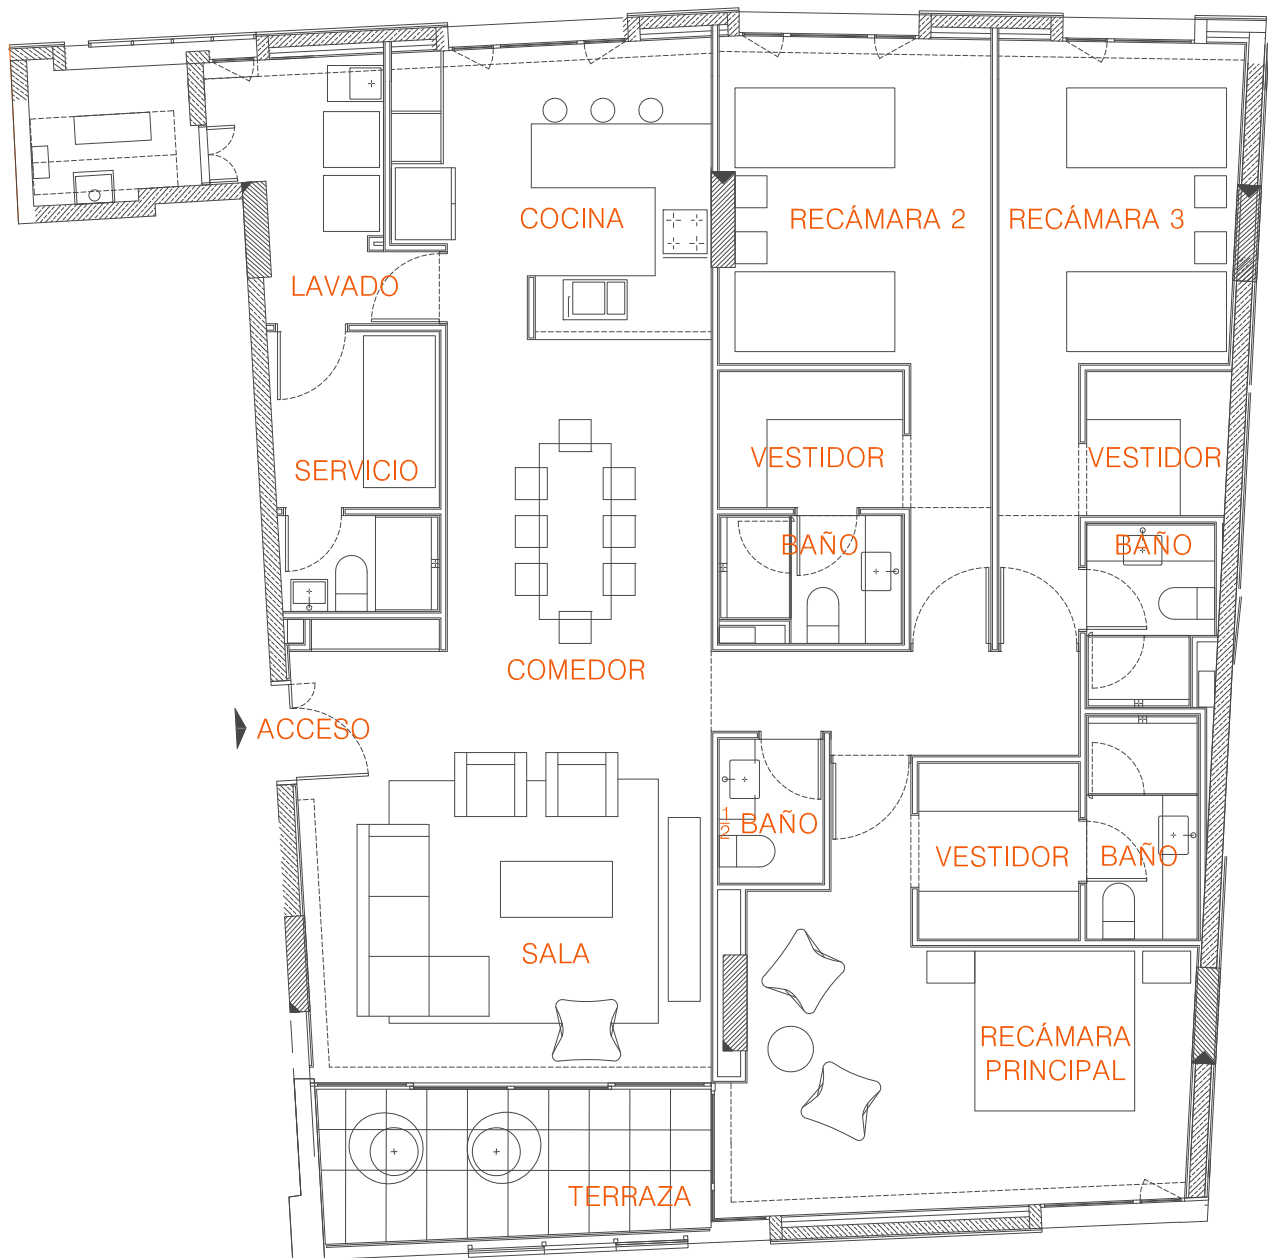 COCINA
RECÁMARA 2
RECÁMARA 3
LAVADO
SERVICIO
VESTIDOR
VESTIDOR
BAÑO
BAÑO
COMEDOR
ACCESO
½ BAÑO
VESTIDOR
BAÑO
SALA
RECÁMARA
PRINCIPAL
TERRAZA